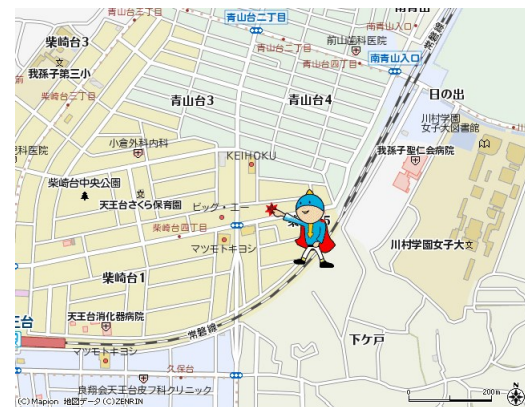 青山台二丁目
南青山入口
柴崎台3
青山台三丁目
前山歯科医院
我孫子第三小
青山台四丁目
南青山入口
常磐線
日の出
柴崎台二丁目
青山台3
青山台4
川村学園
女子大図書館
小倉外科内科
KEIHOKU
我孫子聖仁会病院
柴崎台中央公園
天王台さくら保育園
ビッグ・エー
柴崎台四丁目
マツモトキヨシ
川村学園女子大
柴崎台1
天王台消化器病院
常磐線
下ケ戸
マツモトキヨシ
久保台
良翔会天王台皮フ科クリニック
(C)Mapion 地図データ(C)ZENRIN
0 200m